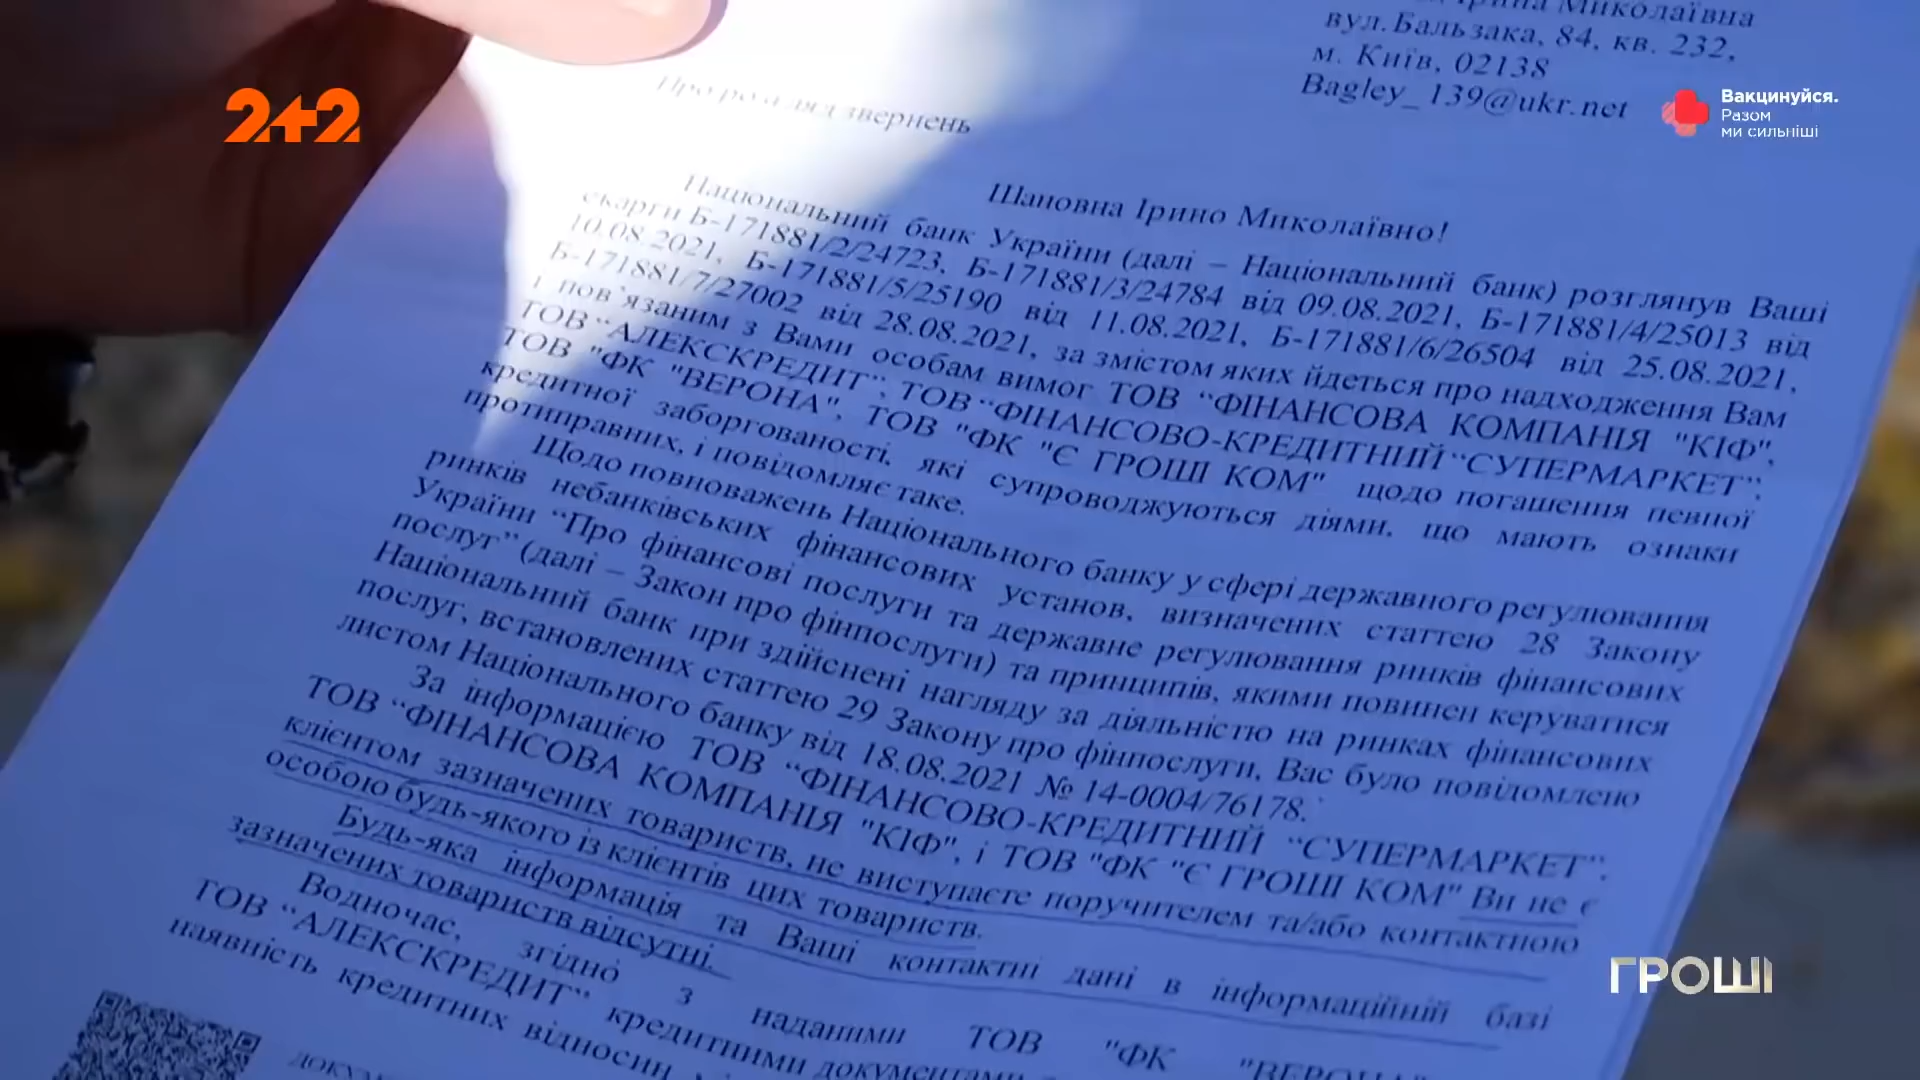 Ірина Миколаївна
вул.Бальзака, 84, кв. 232,
м. Київ, 02138
Bagley_139@ukr.net
2+2
Вакцинуйся.
Разом
ми сильніші
Про розгляд звернень
Шановна Ірино Миколаївно!
Національний банк України (далі – Національний банк) розглянув Ваші
скарги Б-171881/2/24723, Б-171881/3/24784 від 09.08.2021, Б-171881/4/25013 від
10.08.2021, Б-171881/5/25190 від 11.08.2021, Б-171881/6/26504 від 25.08.2021,
Б-171881/7/27002 від 28.08.2021, за змістом яких йдеться про надходження Вам
і пов`язаним з Вами особам вимог ТОВ “ФІНАНСОВА КОМПАНІЯ "КІФ",
ТОВ “АЛЕКСКРЕДИТ”, ТОВ “ФІНАНСОВО-КРЕДИТНИЙ “СУПЕРМАРКЕТ”,
ТОВ "ФК "ВЕРОНА", ТОВ "ФК "Є ГРОШІ КОМ" щодо погашення певної
кредитної заборгованості, які супроводжуються діями, що мають ознаки
протиправних, і повідомляє таке.
Щодо повноважень Національного банку у сфері державного регулювання
ринків небанківських фінансових установ, визначених статтею 28 Закону
України “Про фінансові послуги та державне регулювання ринків фінансових
послуг” (далі – Закон про фінпослуги) та принципів, якими повинен керуватися
Національний банк при здійснені нагляду за діяльністю на ринках фінансових
послуг, встановлених статтею 29 Закону про фінпослуги, Вас було повідомлено
листом Національного банку від 18.08.2021 № 14-0004/76178.
За інформацією ТОВ “ФІНАНСОВО-КРЕДИТНИЙ “СУПЕРМАРКЕТ”,
ТОВ “ФІНАНСОВА КОМПАНІЯ "КІФ", і ТОВ "ФК "Є ГРОШІ КОМ" Ви не є
клієнтом зазначених товариств, не виступаєте поручителем та/або контактною
особою будь-якого із клієнтів цих товариств.
Будь-яка інформація та Ваші контактні дані в інформаційній базі
зазначених товариств відсутні.
Водночас, згідно з наданими ТОВ "ФК "ВЕРОНА"
ТОВ “АЛЕКСКРЕДИТ” кредитними документами
наявність кредитних відносин
ГРОШІ